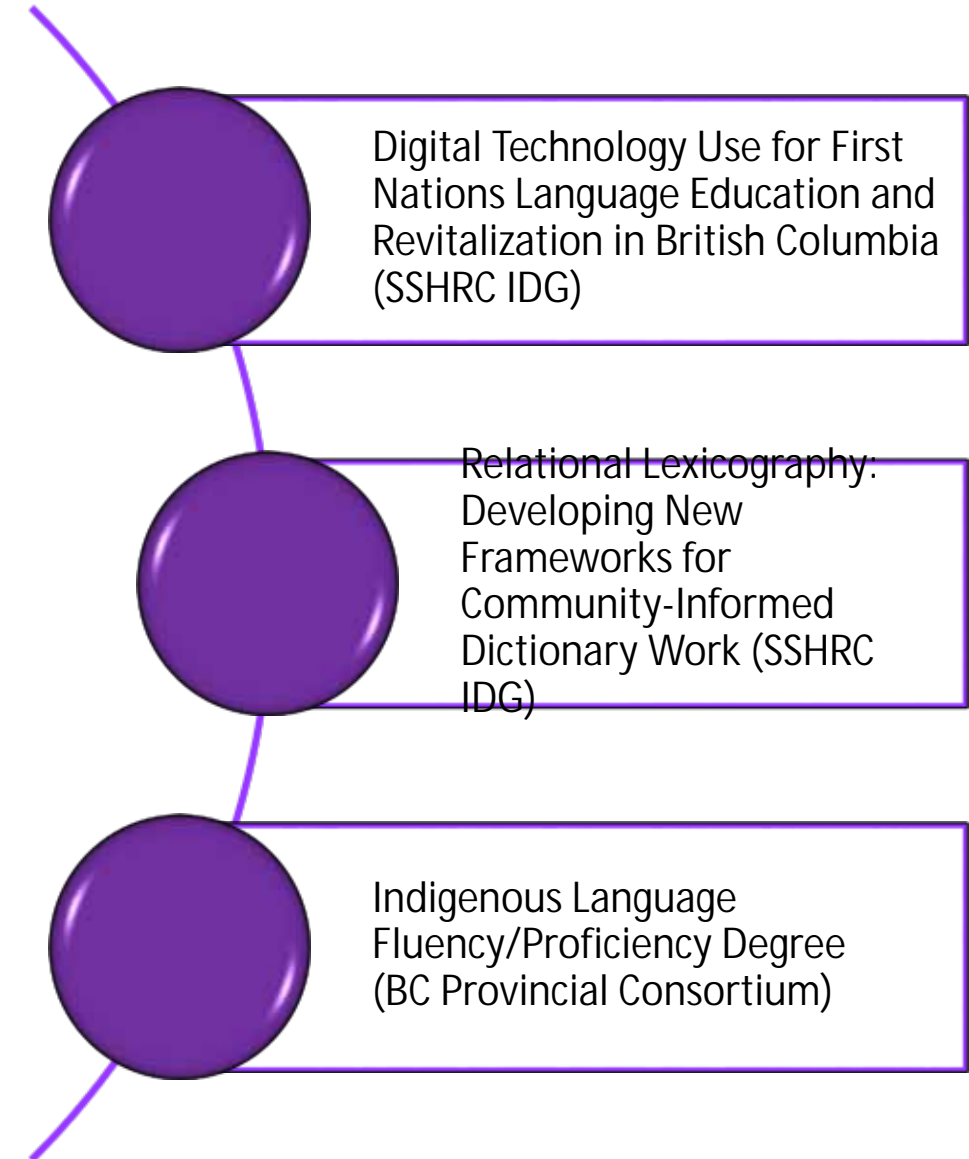 Digital Technology Use for First
Nations Language Education and
Revitalization in British Columbia
(SSHRC IDG)
Relational Lexicography:
Developing New
Frameworks for
Community-Informed
Dictionary Work (SSHRC
IDG)
Indigenous Language
Fluency/Proficiency Degree
(BC Provincial Consortium)